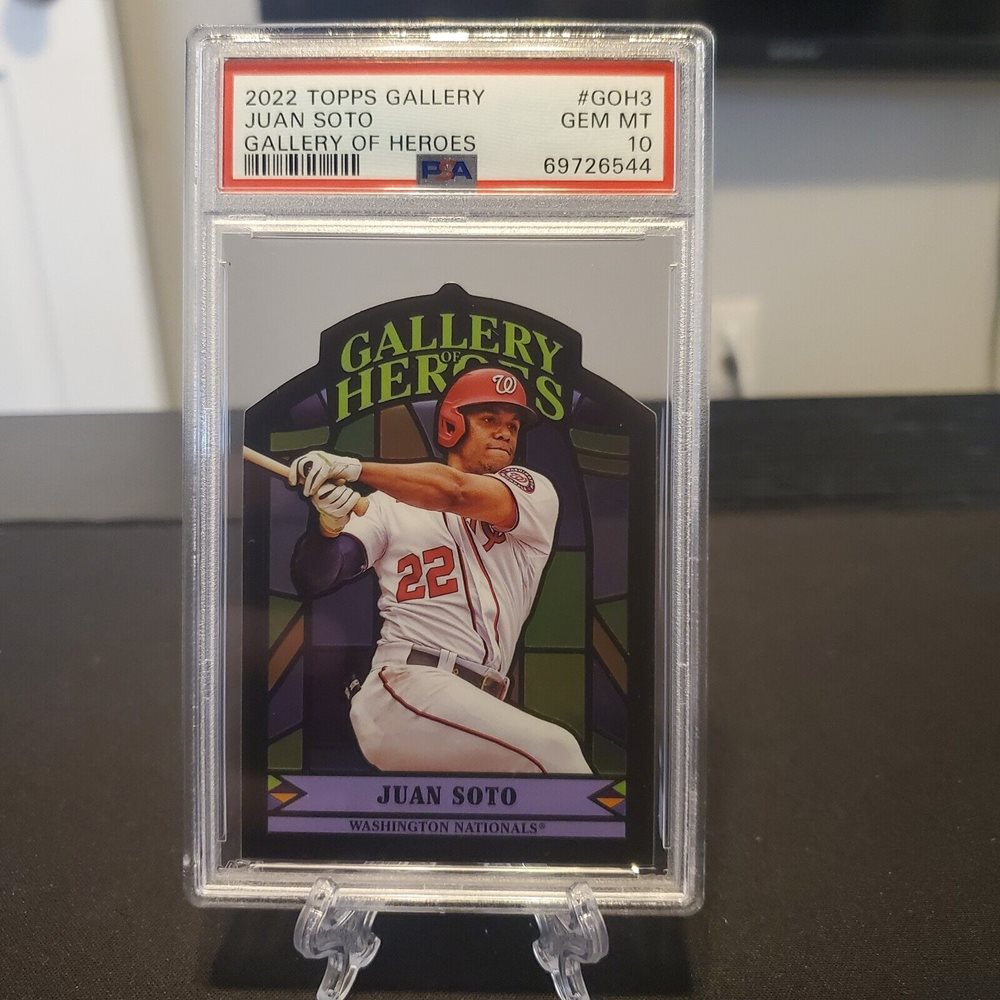 2022 TOPPS GALLERY #GOH3
JUAN SOTO GEM MT
GALLERY OF HEROES 10
PSA 69726544
GALLERY
OF
HEROES
W
22
JUAN SOTO
WASHINGTON NATIONALS®